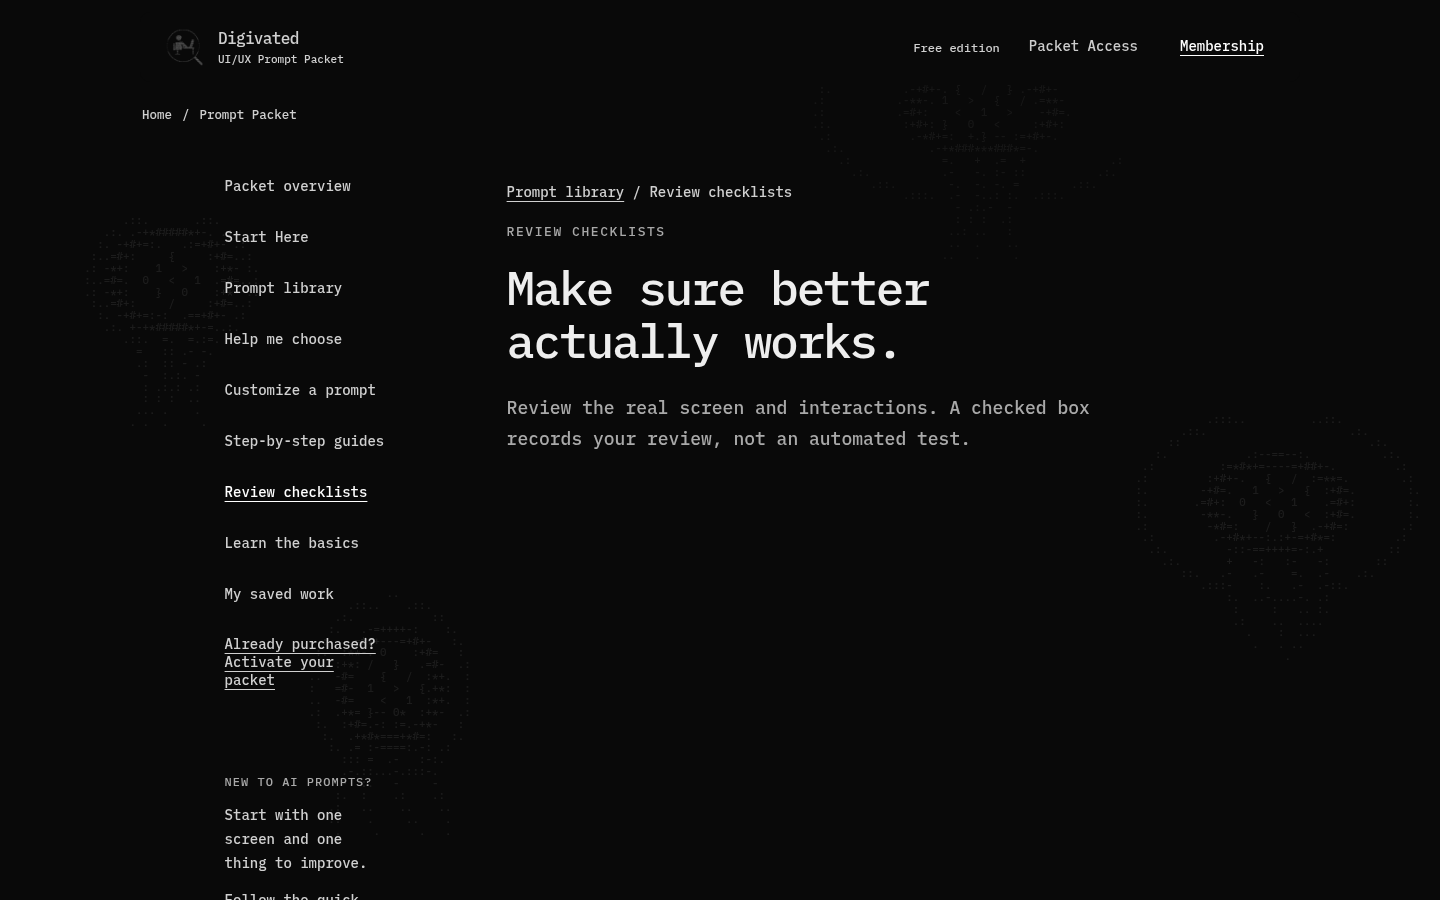 Digivated
UI/UX Prompt Packet
Free edition
Packet Access
Membership
Home / Prompt Packet
Packet overview
Start Here
Prompt library
Help me choose
Customize a prompt
Step-by-step guides
Review checklists
Learn the basics
My saved work
Already purchased?
Activate your
packet
NEW TO AI PROMPTS?
Start with one
screen and one
thing to improve.
Follow the quick
Prompt library / Review checklists
REVIEW CHECKLISTS
Make sure better
actually works.
Review the real screen and interactions. A checked box
records your review, not an automated test.